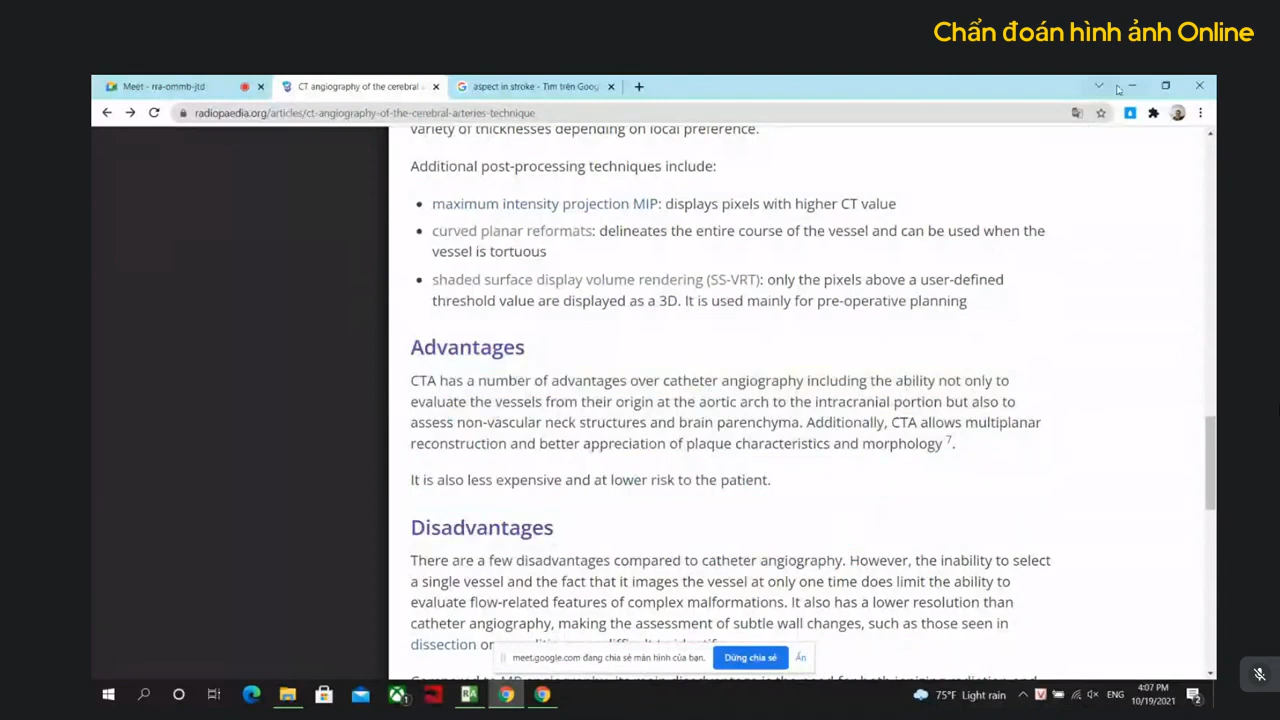 Chẩn đoán hình ảnh Online
Meet - rra-ommb-jtd
CT angiography of the cerebral
aspect in stroke - Tìm trên Goog
radiopaedia.org/articles/ct-angiography-of-the-cerebral-arteries-technique
variety of thicknesses depending on local preference.
Additional post-processing techniques include:
maximum intensity projection MIP: displays pixels with higher CT value
curved planar reformats: delineates the entire course of the vessel and can be used when the
vessel is tortuous
shaded surface display volume rendering (SS-VRT): only the pixels above a user-defined
threshold value are displayed as a 3D. It is used mainly for pre-operative planning
Advantages
CTA has a number of advantages over catheter angiography including the ability not only to
evaluate the vessels from their origin at the aortic arch to the intracranial portion but also to
assess non-vascular neck structures and brain parenchyma. Additionally, CTA allows multiplanar
reconstruction and better appreciation of plaque characteristics and morphology 7.
It is also less expensive and at lower risk to the patient.
Disadvantages
There are a few disadvantages compared to catheter angiography. However, the inability to select
a single vessel and the fact that it images the vessel at only one time does limit the ability to
evaluate flow-related features of complex malformations. It also has a lower resolution than
catheter angiography, making the assessment of subtle wall changes, such as those seen in
dissection or
meet.google.com đang chia sẻ màn hình của bạn.
Dừng chia sẻ
Ẩn
75°F Light rain
ENG
4:07 PM
10/19/2021